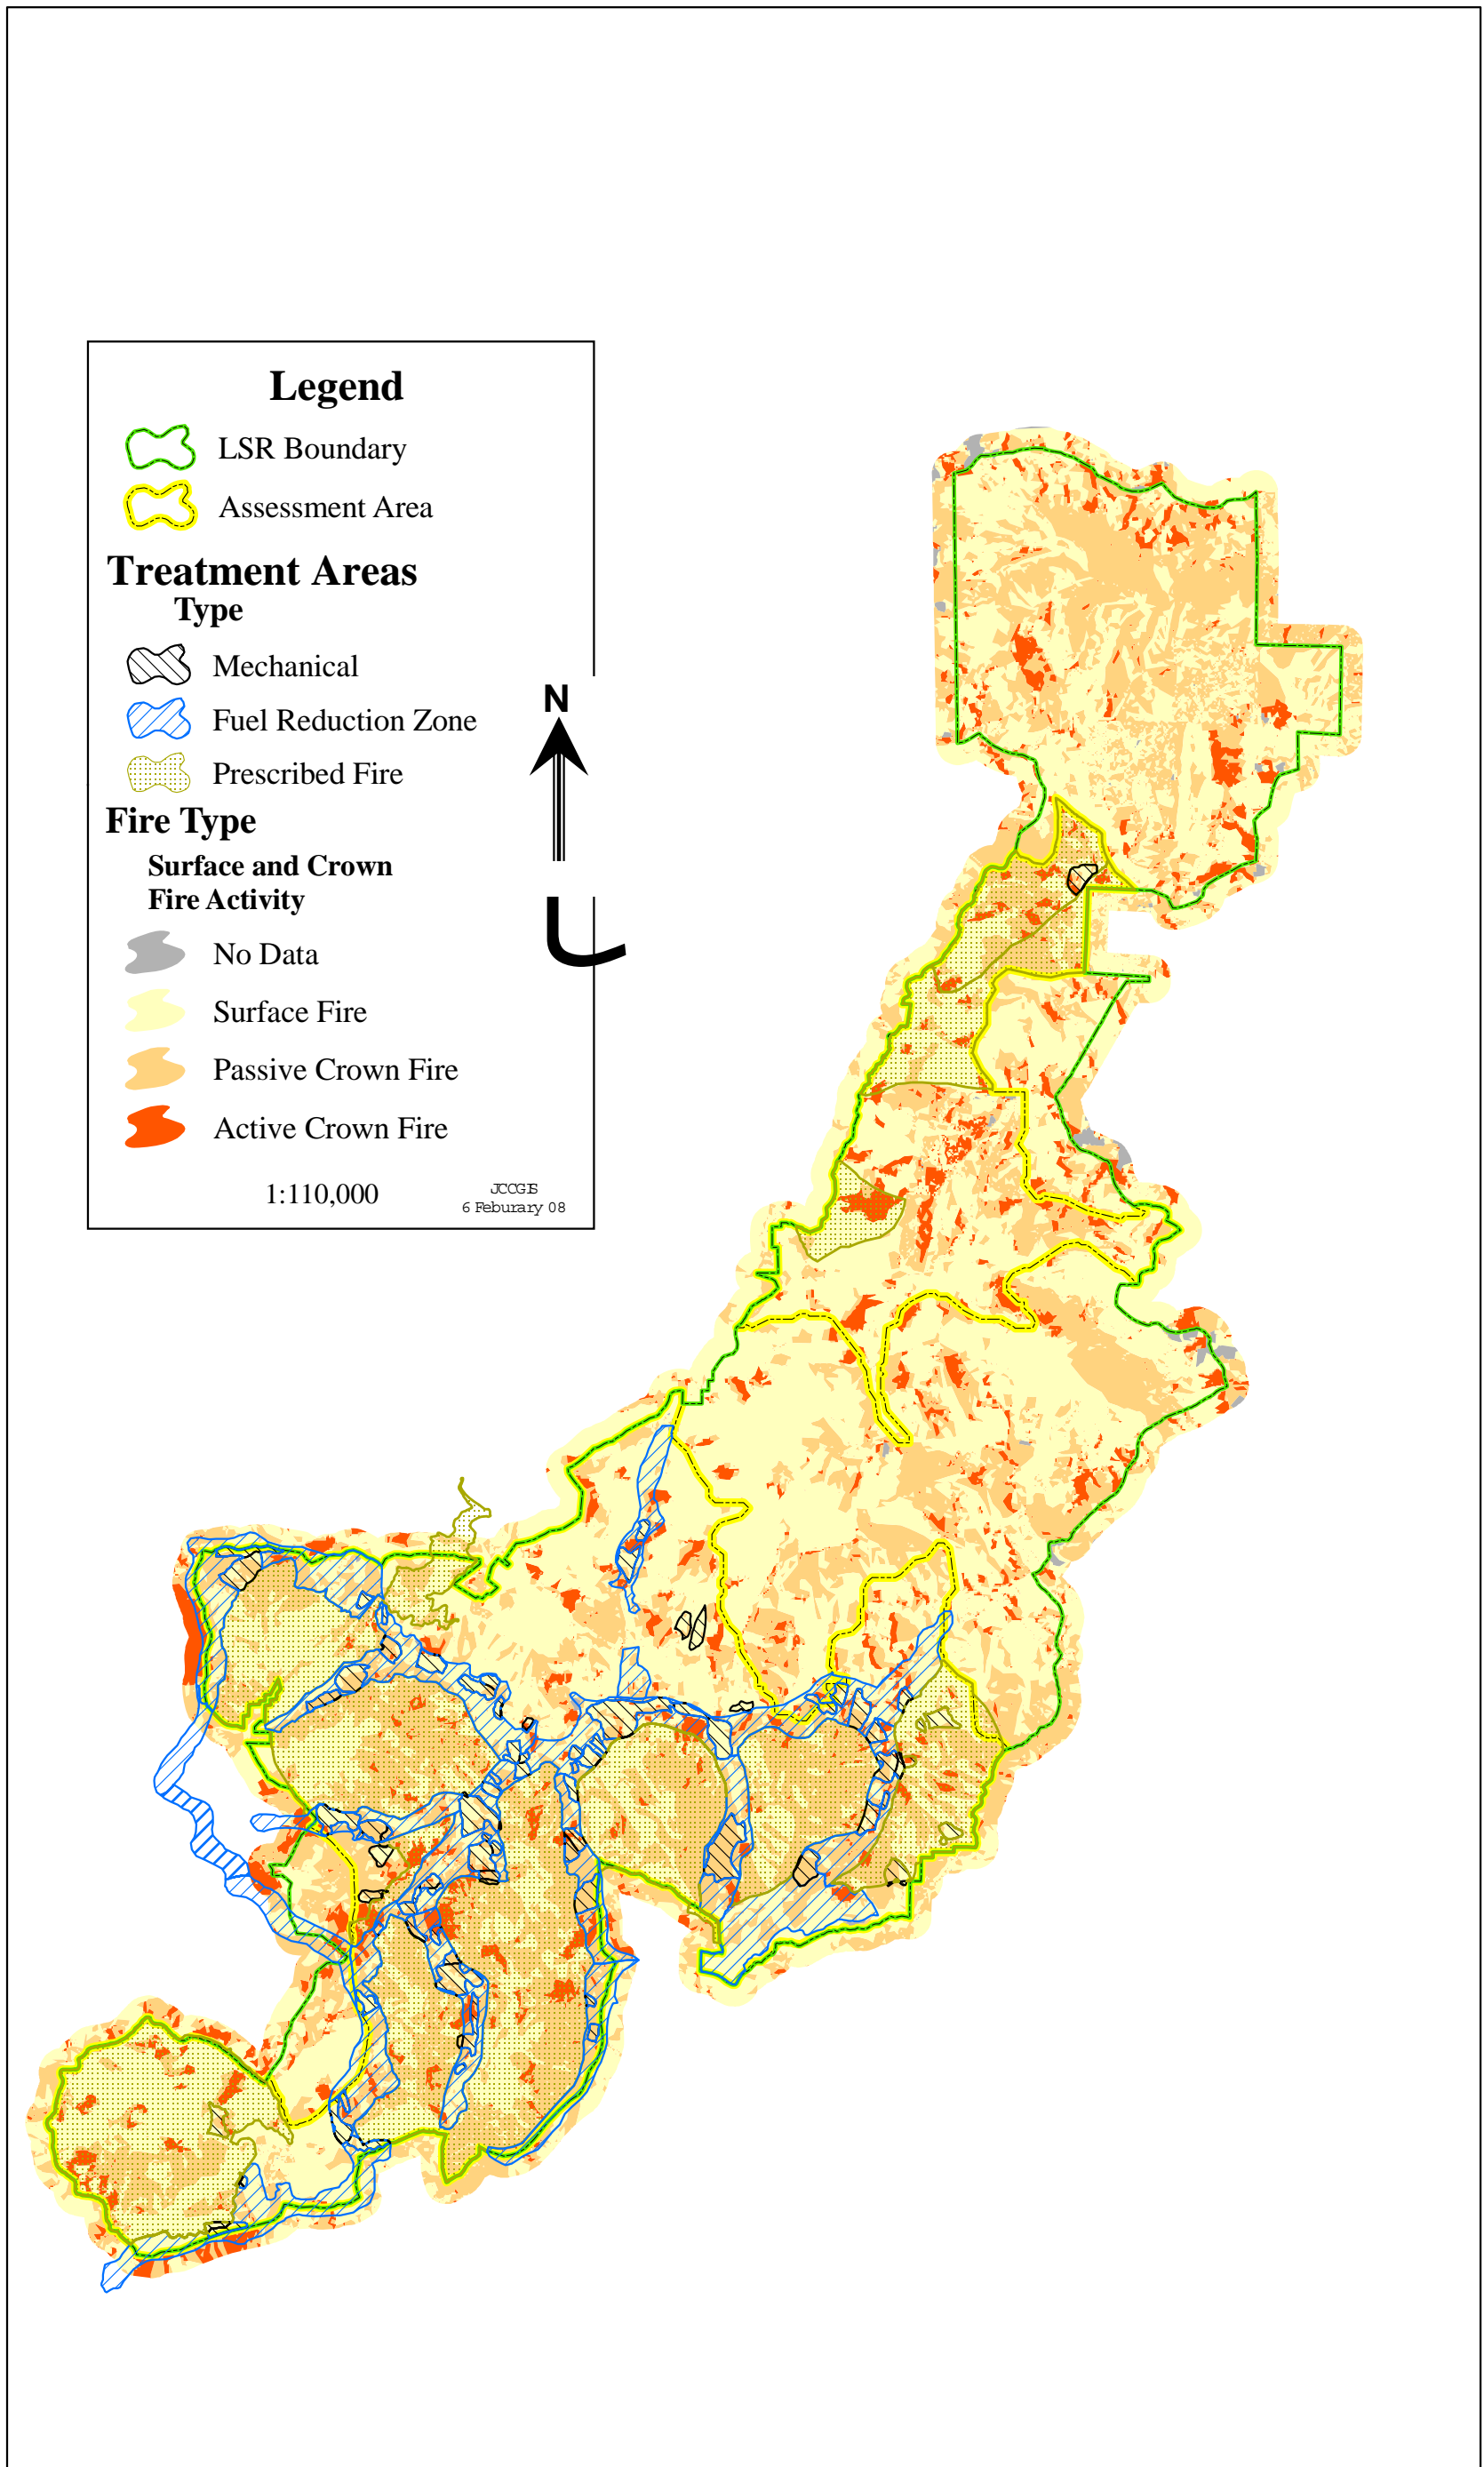 Legend
LSR Boundary
Assessment Area
Treatment Areas
Type
Mechanical
Fuel Reduction Zone
Prescribed Fire
Fire Type
Surface and Crown
Fire Activity
No Data
Surface Fire
Passive Crown Fire
Active Crown Fire
1:110,000
JCCGIS
6 Feburary 08
N